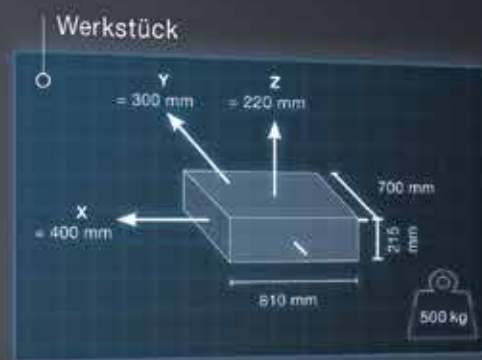 Werkstück
Y
= 300 mm
Z
= 220 mm
X
= 400 mm
700 mm
215 mm
810 mm
500 kg